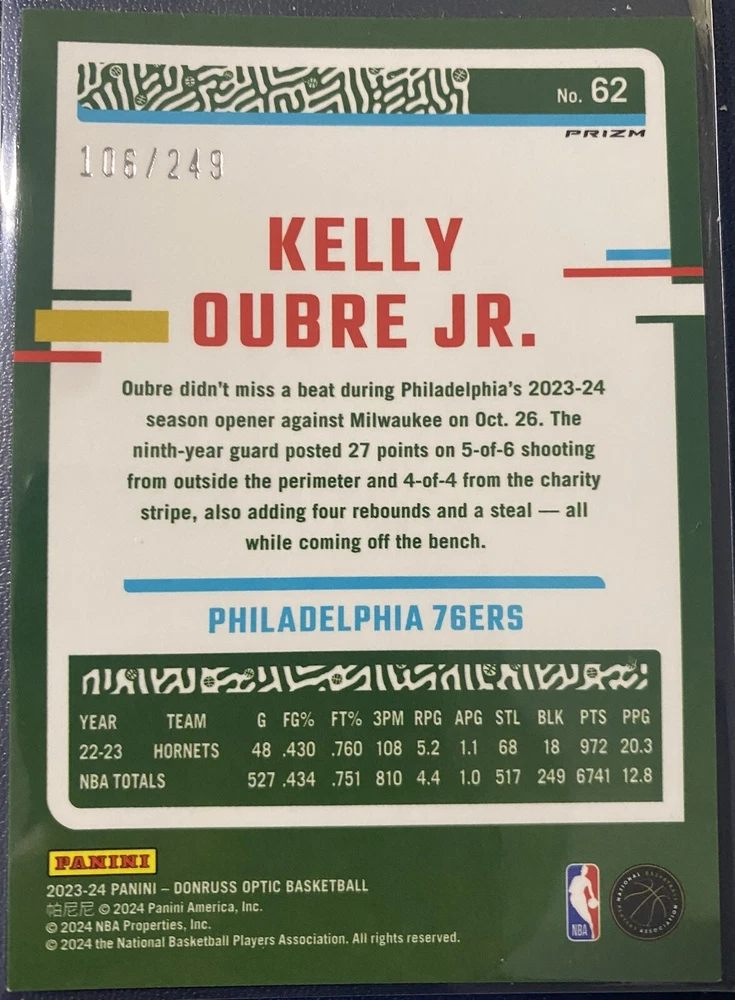 No. 62
PRIZM
106/249
KELLY
OUBRE JR.
Oubre didn't miss a beat during Philadelphia's 2023-24
season opener against Milwaukee on Oct. 26. The
ninth-year guard posted 27 points on 5-of-6 shooting
from outside the perimeter and 4-of-4 from the charity
stripe, also adding four rebounds and a steal — all
while coming off the bench.
PHILADELPHIA 76ERS
YEAR TEAM G FG% FT% 3PM RPG APG STL BLK PTS PPG
22-23 HORNETS 48 .430 .760 108 5.2 1.1 68 18 972 20.3
NBA TOTALS 527 .434 .751 810 4.4 1.0 517 249 6741 12.8
PANINI
2023-24 PANINI – DONRUSS OPTIC BASKETBALL
帕尼尼 © 2024 Panini America, Inc.
© 2024 NBA Properties, Inc.
© 2024 the National Basketball Players Association. All rights reserved.
NBA
NATIONAL BASKETBALL PLAYERS ASSOCIATION